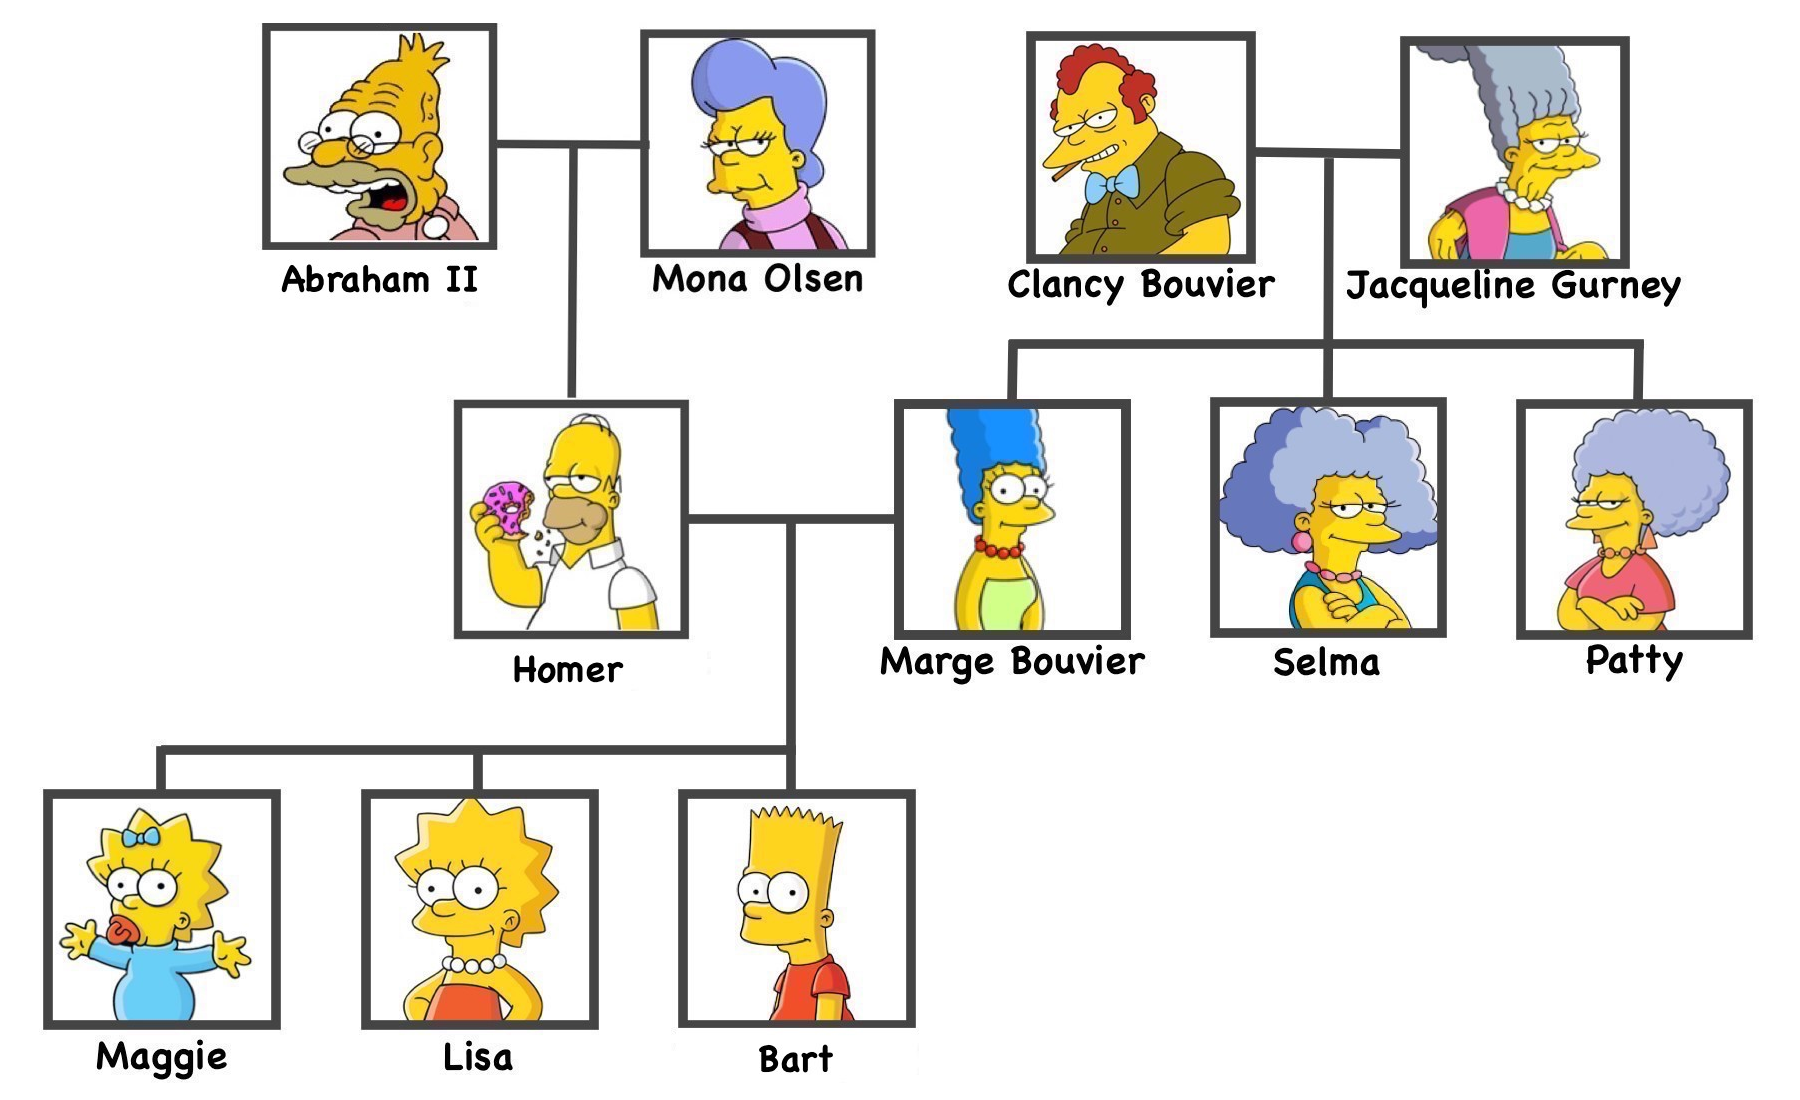 Abraham II
Mona Olsen
Clancy Bouvier
Jacqueline Gurney
Homer
Marge Bouvier
Selma
Patty
Maggie
Lisa
Bart